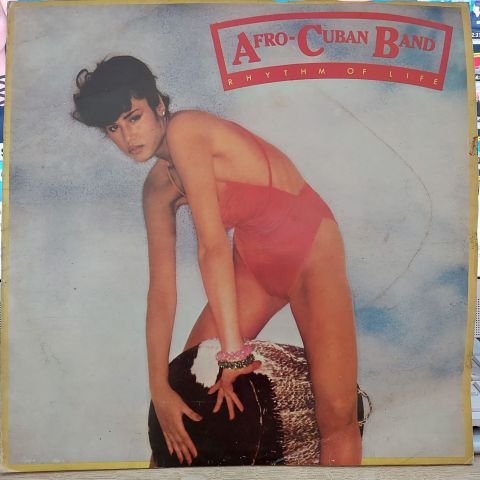 AFRO-CUBAN BAND
RHYTHM OF LIFE